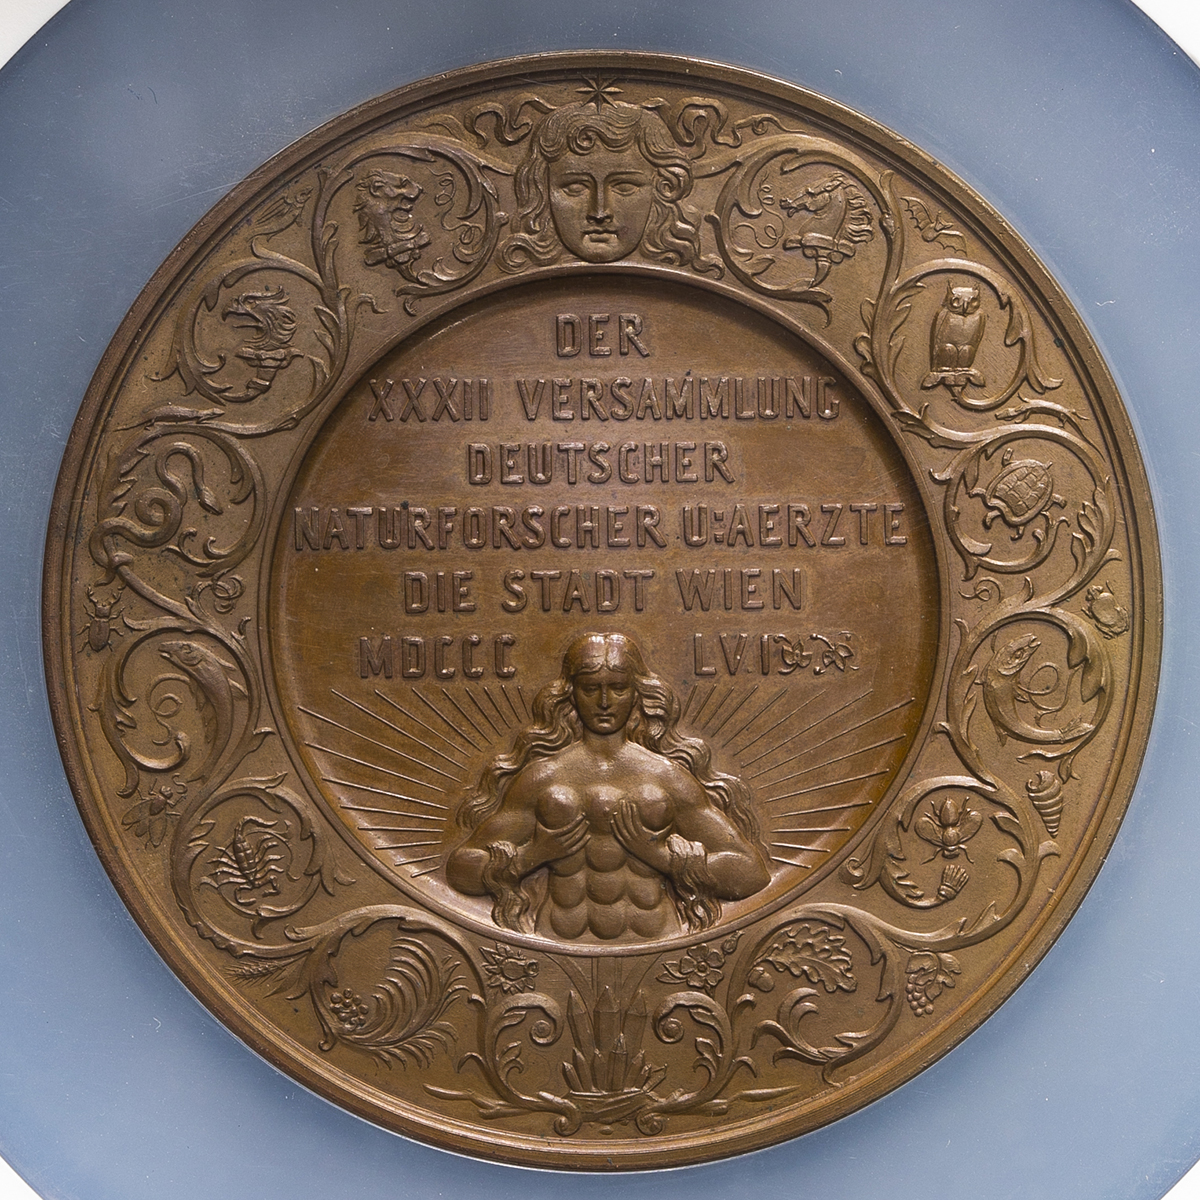 DER
XXXII VERSAMMLUNG
DEUTSCHER
NATURFORSCHER U:AERZTE
DIE STADT WIEN
MDCCC LVI